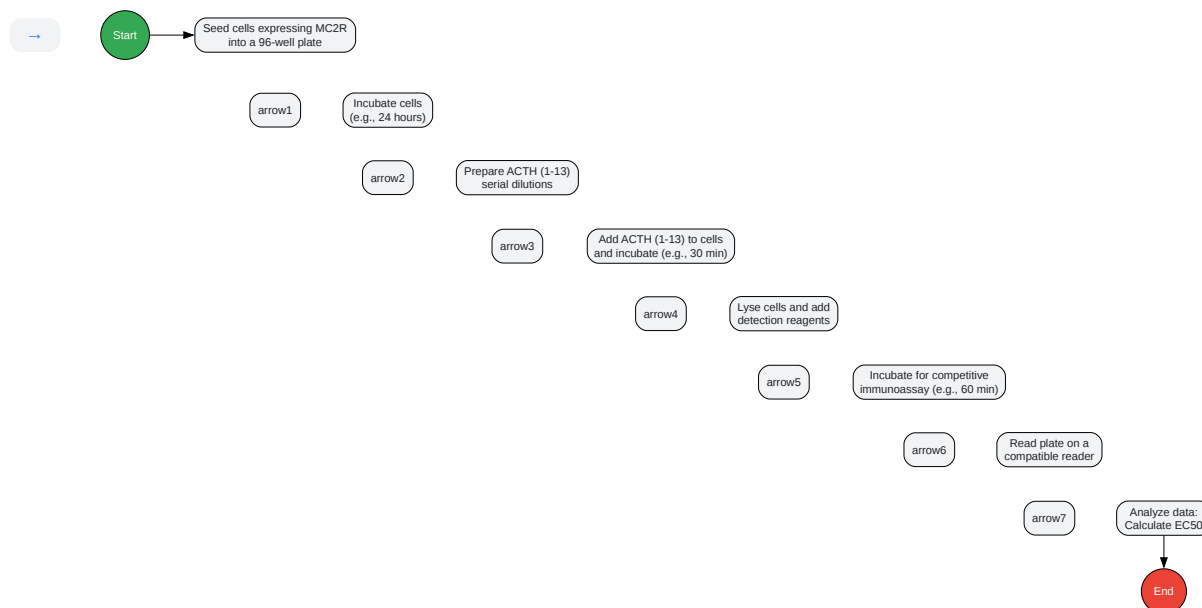 →
Start
Seed cells expressing MC2R
into a 96-well plate
arrow1
Incubate cells
(e.g., 24 hours)
arrow2
Prepare ACTH (1-13)
serial dilutions
arrow3
Add ACTH (1-13) to cells
and incubate (e.g., 30 min)
arrow4
Lyse cells and add
detection reagents
arrow5
Incubate for competitive
immunoassay (e.g., 60 min)
arrow6
Read plate on a
compatible reader
arrow7
Analyze data:
Calculate EC50
End